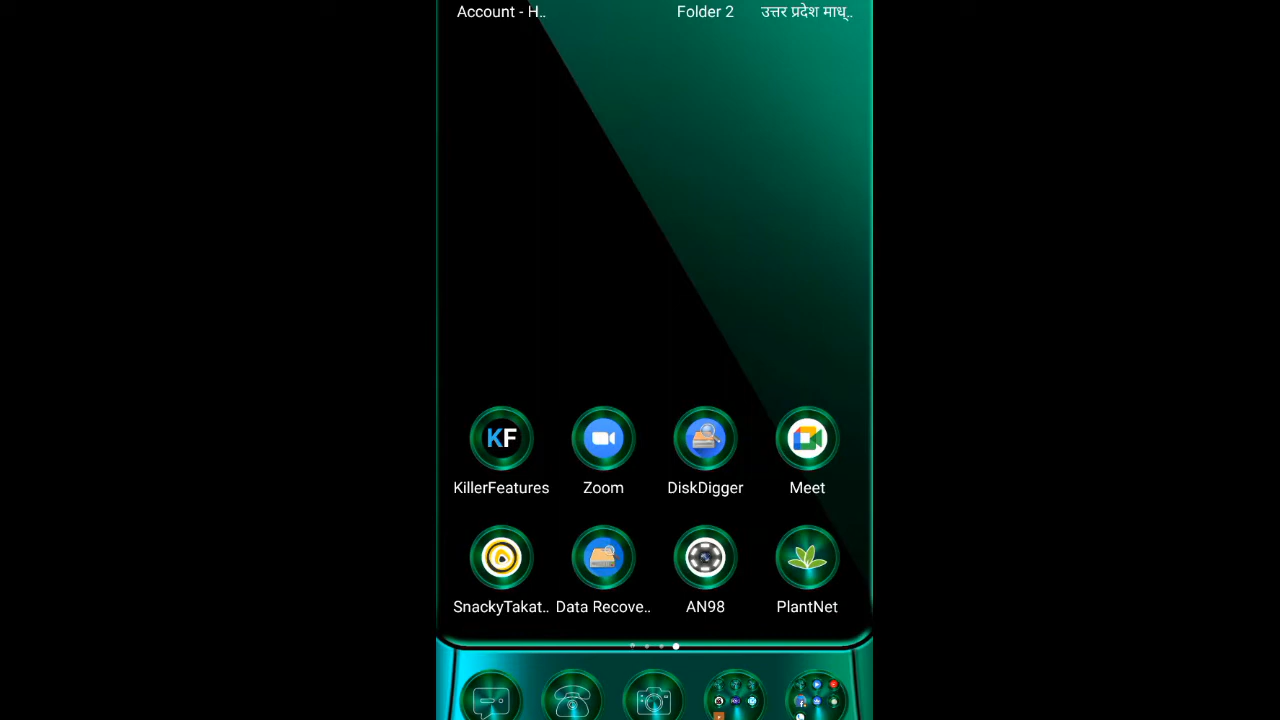 Account - H.. Folder 2 उत्तर प्रदेश माध्..
KF
KillerFeatures Zoom DiskDigger Meet
SnackyTakat.. Data Recove.. AN98 PlantNet